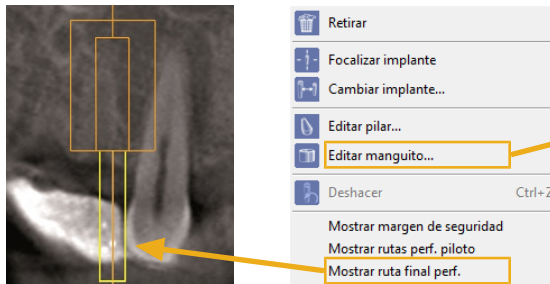 Retirar
Focalizar implante
Cambiar implante...
Editar pilar...
Editar manguito...
Deshacer Ctrl+Z
Mostrar margen de seguridad
Mostrar rutas perf. piloto
Mostrar ruta final perf.